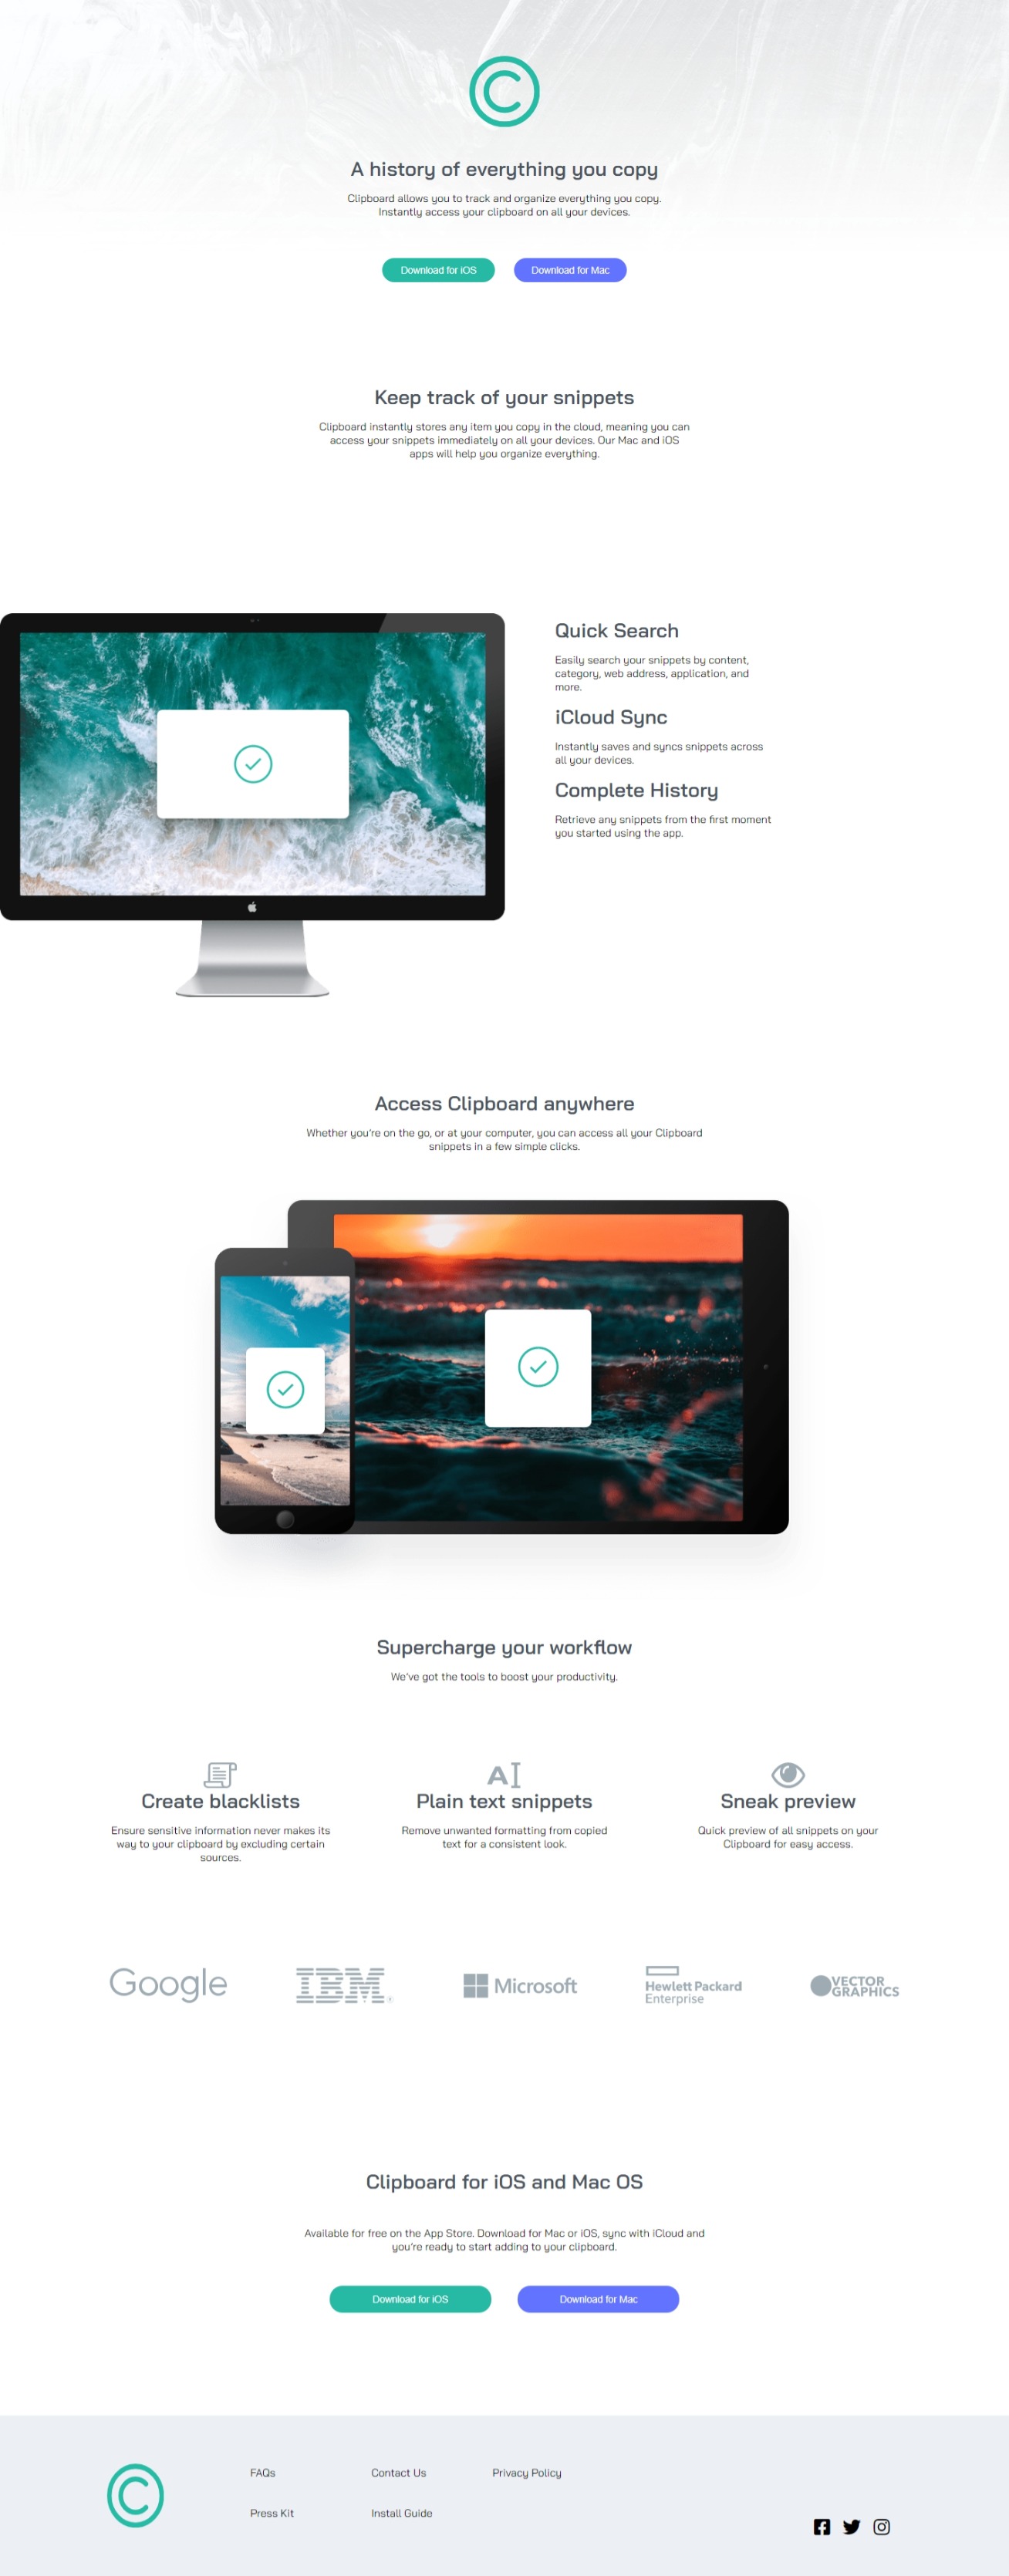 A history of everything you copy
Clipboard allows you to track and organize everything you copy.
Instantly access your clipboard on all your devices.
Download for iOS
Download for Mac
Keep track of your snippets
Clipboard instantly stores any item you copy in the cloud, meaning you can
access your snippets immediately on all your devices. Our Mac and iOS
apps will help you organize everything.
Quick Search
Easily search your snippets by content,
category, web address, application, and
more.
iCloud Sync
Instantly saves and syncs snippets across
all your devices.
Complete History
Retrieve any snippets from the first moment
you started using the app.
Access Clipboard anywhere
Whether you're on the go, or at your computer, you can access all your Clipboard
snippets in a few simple clicks.
Supercharge your workflow
We've got the tools to boost your productivity.
Create blacklists
Ensure sensitive information never makes its
way to your clipboard by excluding certain
sources.
Plain text snippets
Remove unwanted formatting from copied
text for a consistent look.
Sneak preview
Quick preview of all snippets on your
Clipboard for easy access.
Google
IBM
Microsoft
Hewlett Packard
Enterprise
VECTOR
GRAPHICS
Clipboard for iOS and Mac OS
Available for free on the App Store. Download for Mac or iOS, sync with iCloud and
you're ready to start adding to your clipboard.
Download for iOS
Download for Mac
FAQs
Contact Us
Privacy Policy
Press Kit
Install Guide